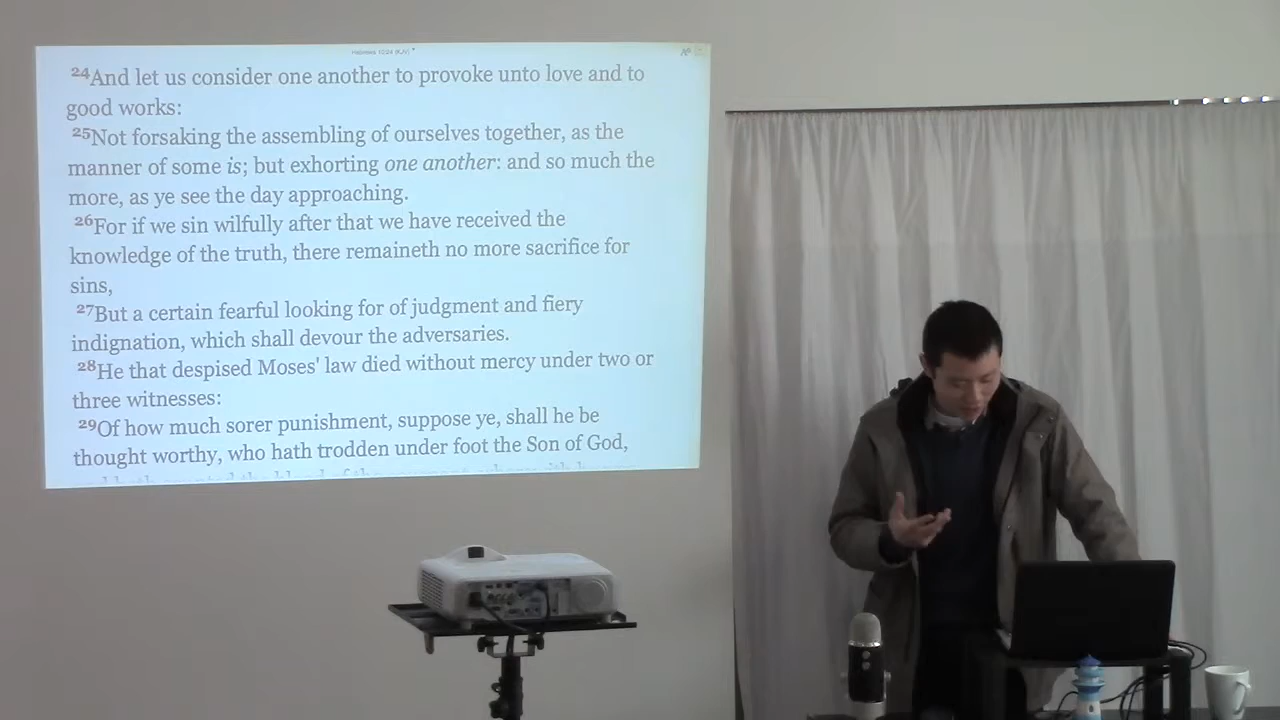 Hebrews 10:24 (KJV)
24And let us consider one another to provoke unto love and to
good works:
25Not forsaking the assembling of ourselves together, as the
manner of some is; but exhorting one another: and so much the
more, as ye see the day approaching.
26For if we sin wilfully after that we have received the
knowledge of the truth, there remaineth no more sacrifice for
sins,
27But a certain fearful looking for of judgment and fiery
indignation, which shall devour the adversaries.
28He that despised Moses' law died without mercy under two or
three witnesses:
29Of how much sorer punishment, suppose ye, shall he be
thought worthy, who hath trodden under foot the Son of God,